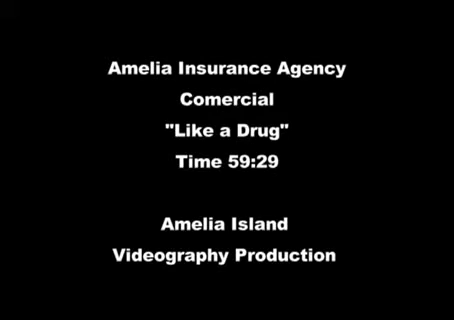 Amelia Insurance Agency
Comercial
"Like a Drug"
Time 59:29
Amelia Island
Videography Production